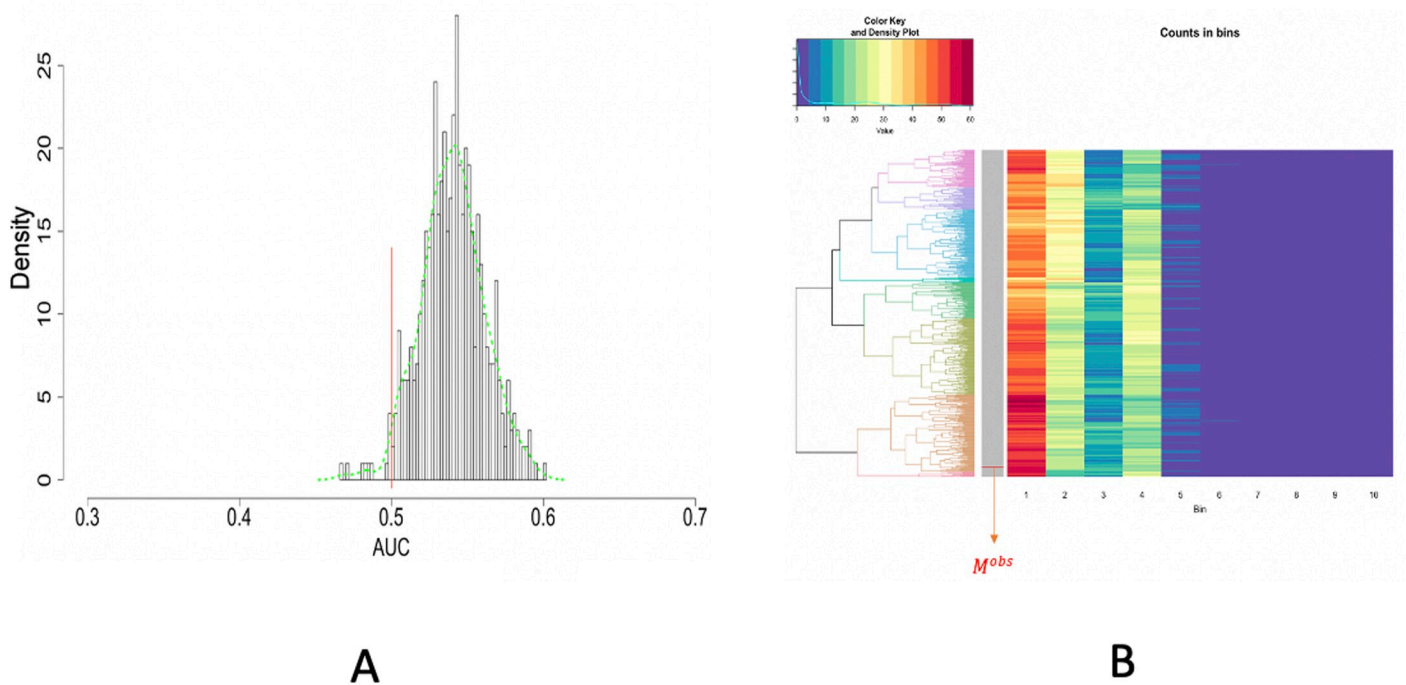 Density
25
20
15
10
5
0
0.3 0.4 0.5 0.6 0.7
AUC
A
Color Key
and Density Plot
0 10 20 30 40 50 60
Value
Counts in bins
1 2 3 4 5 6 7 8 9 10
Bin
M^obs
B